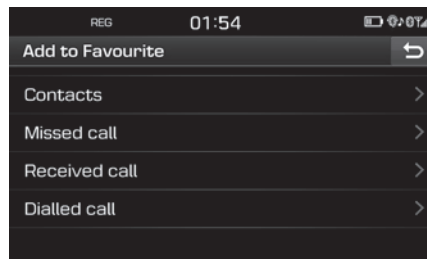 REG 01:54
Add to Favourite
Contacts
Missed call
Received call
Dialled call